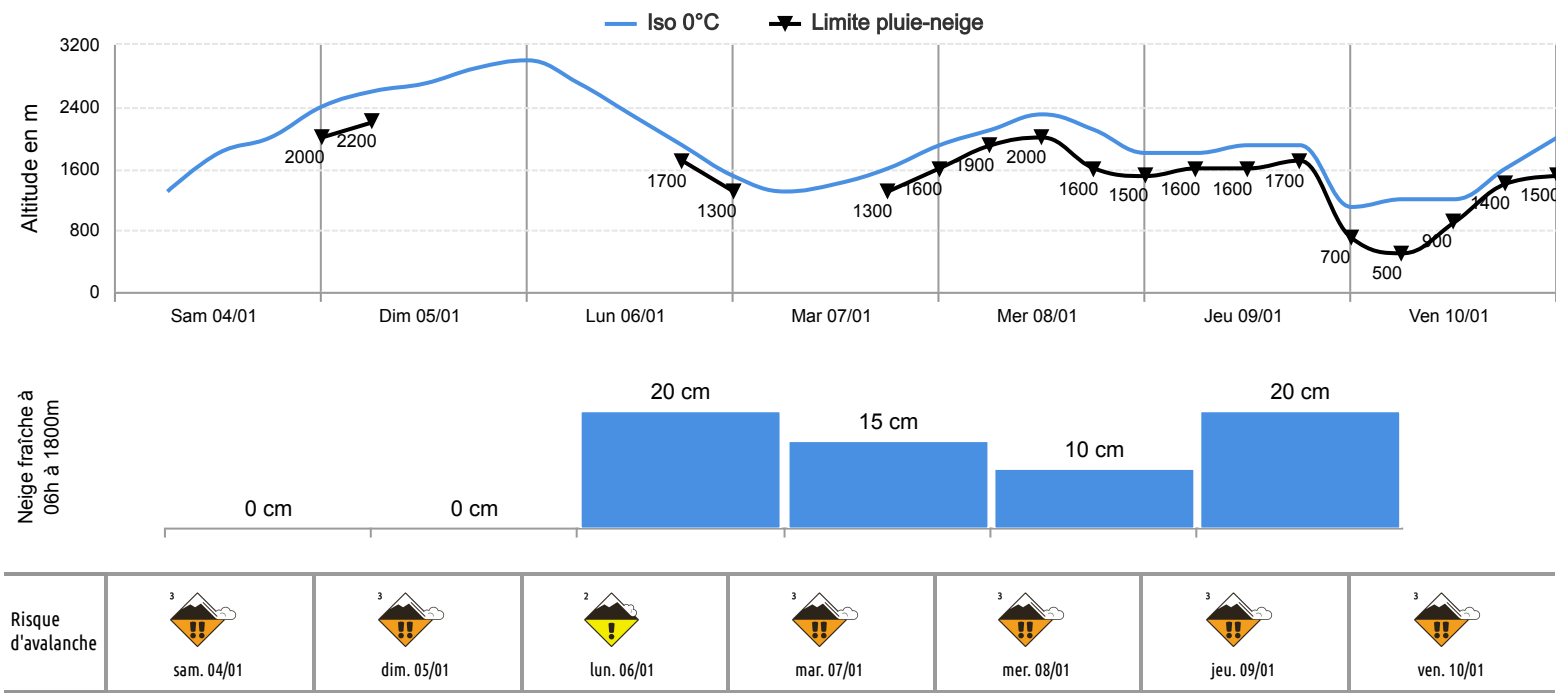 Iso 0°C
Limite pluie-neige
Altitude en m
3200
2400
1600
800
0
2000
2200
1700
1300
1300
1600
1900
2000
1600
1500
1600
1600
1700
700
500
900
1400
1500
Sam 04/01
Dim 05/01
Lun 06/01
Mar 07/01
Mer 08/01
Jeu 09/01
Ven 10/01
Neige fraîche à
06h à 1800m
0 cm
0 cm
20 cm
15 cm
10 cm
20 cm
Risque
d'avalanche
3
3
2
3
3
3
3
!!
!!
!
!!
!!
!!
!!
sam. 04/01
dim. 05/01
lun. 06/01
mar. 07/01
mer. 08/01
jeu. 09/01
ven. 10/01